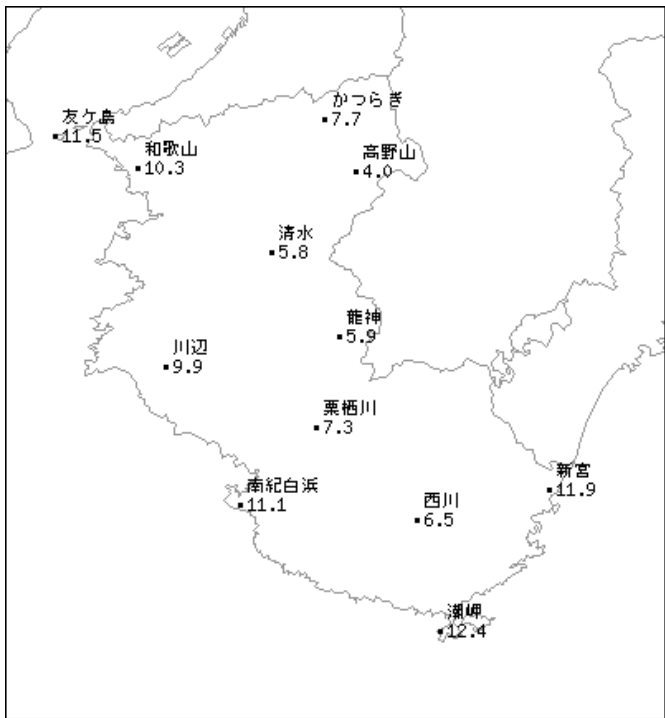 かつらぎ
7.7
友ケ島
11.5
和歌山
10.3
高野山
4.0
清水
5.8
龍神
5.9
川辺
9.9
栗栖川
7.3
新宮
11.9
南紀白浜
11.1
西川
6.5
潮岬
12.4